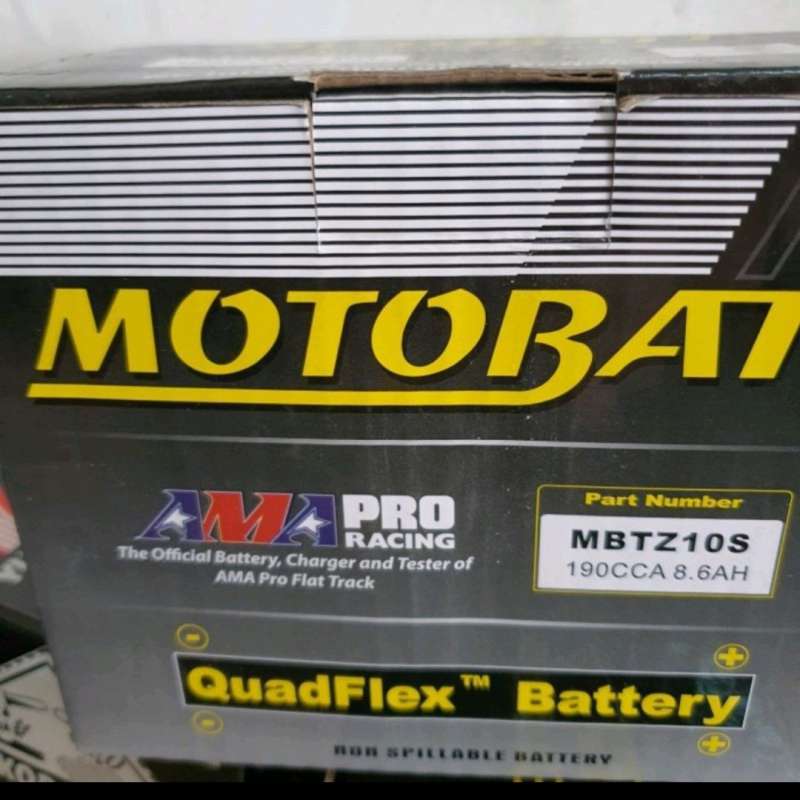 MOTOBAT
AMA PRO
RACING
The Official Battery, Charger and Tester of
AMA Pro Flat Track
Part Number
MBTZ10S
190CCA 8.6AH
QuadFlex™ Battery
NON SPILLABLE BATTERY